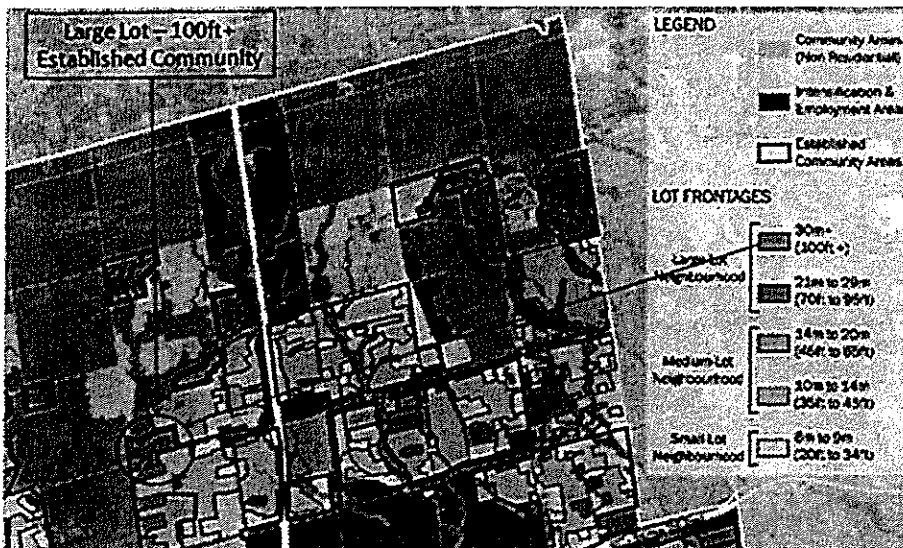 Large Lot – 100ft+
Established Community
LEGEND
Community Areas
(Non Residential)
Intensification &
Employment Areas
Established
Community Areas
LOT FRONTAGES
Large-Lot
Neighbourhood
30m+
(100ft +)
21m to 29m
(70ft to 95ft)
Medium-Lot
Neighbourhood
14m to 20m
(46ft to 65ft)
10m to 14m
(35ft to 45ft)
Small-Lot
Neighbourhood
6m to 9m
(20ft to 34ft)